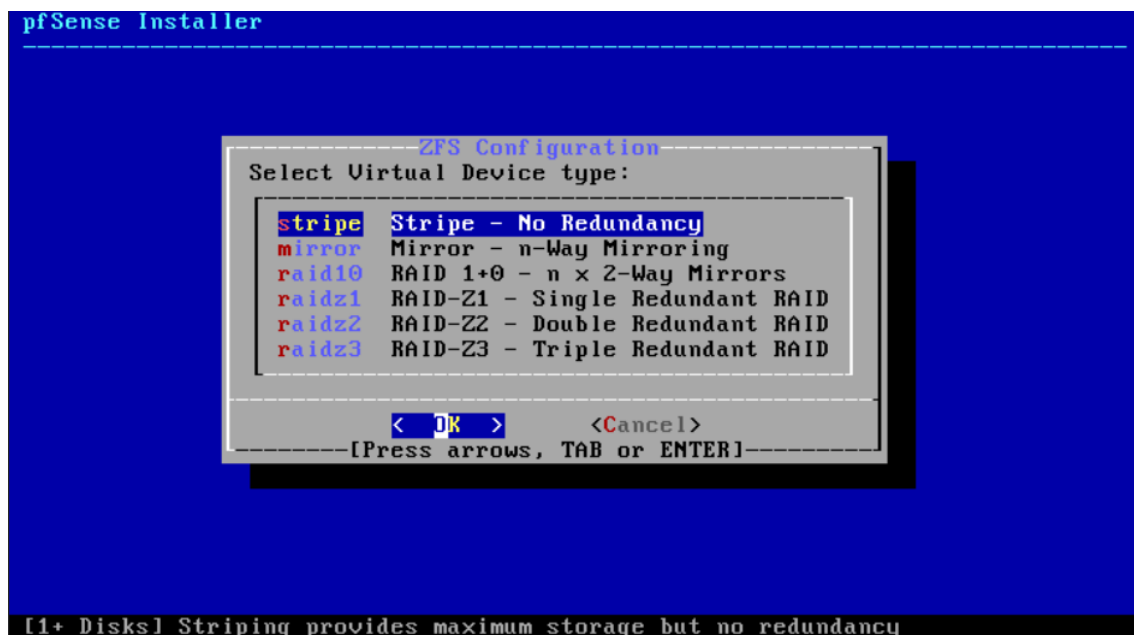 pfSense Installer
ZFS Configuration
Select Virtual Device type:
stripe Stripe - No Redundancy
mirror Mirror - n-Way Mirroring
raid10 RAID 1+0 - n x 2-Way Mirrors
raidz1 RAID-Z1 - Single Redundant RAID
raidz2 RAID-Z2 - Double Redundant RAID
raidz3 RAID-Z3 - Triple Redundant RAID
< OK > <Cancel>
[Press arrows, TAB or ENTER]
[1+ Disks] Striping provides maximum storage but no redundancy